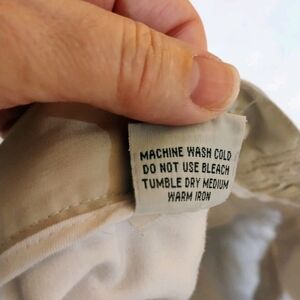 MACHINE WASH COLD
DO NOT USE BLEACH
TUMBLE DRY MEDIUM
WARM IRON